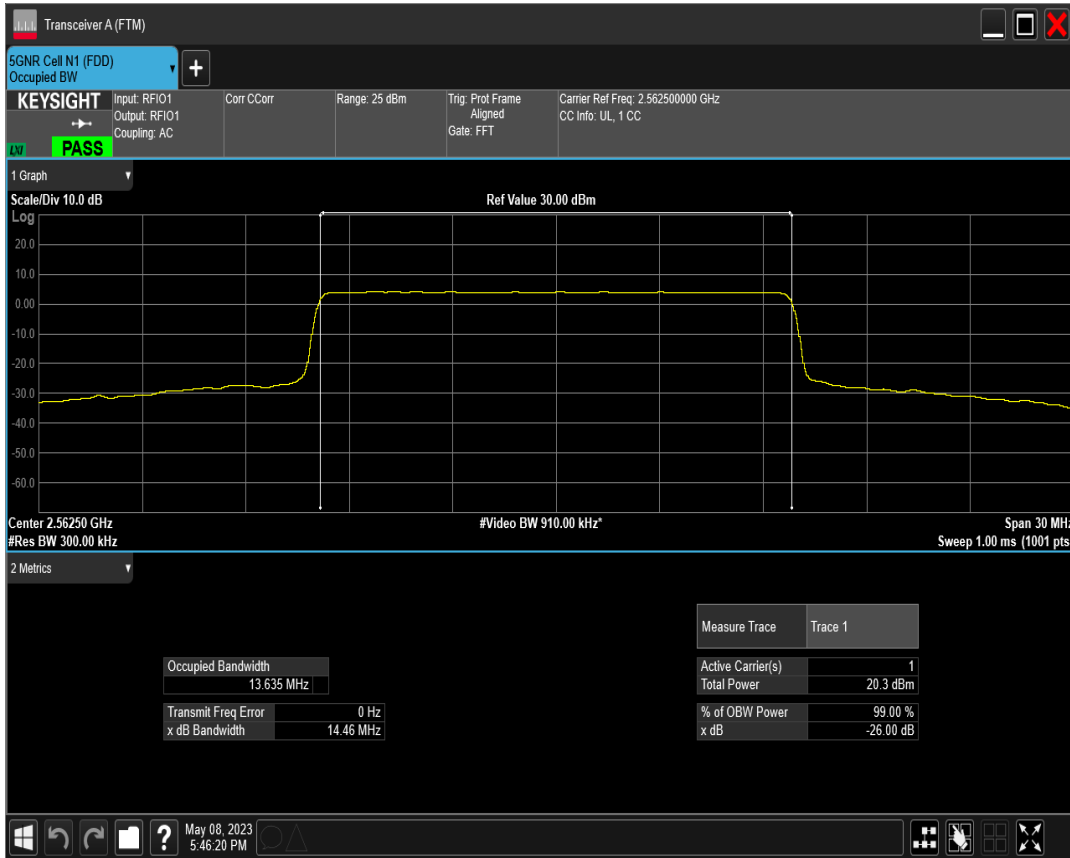 Transceiver A (FTM)
5GNR Cell N1 (FDD)
Occupied BW
+
KEYSIGHT
LXI
PASS
Input: RFIO1
Output: RFIO1
Coupling: AC
Corr CCorr
Range: 25 dBm
Trig: Prot Frame
Aligned
Gate: FFT
Carrier Ref Freq: 2.562500000 GHz
CC Info: UL, 1 CC
1 Graph
Scale/Div 10.0 dB
Ref Value 30.00 dBm
Log
20.0
10.0
0.00
-10.0
-20.0
-30.0
-40.0
-50.0
-60.0
Center 2.56250 GHz
#Video BW 910.00 kHz*
Span 30 MHz
#Res BW 300.00 kHz
Sweep 1.00 ms (1001 pts
2 Metrics
Measure Trace Trace 1
Occupied Bandwidth
13.635 MHz
Active Carrier(s) 1
Total Power 20.3 dBm
Transmit Freq Error 0 Hz
x dB Bandwidth 14.46 MHz
% of OBW Power 99.00 %
x dB -26.00 dB
?
May 08, 2023
5:46:20 PM